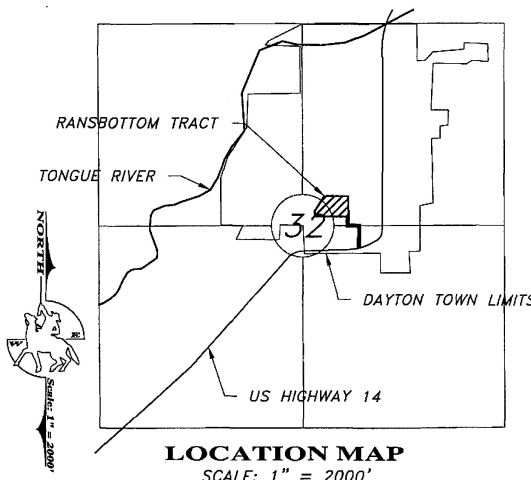 RANSBOTTOM TRACT
TONGUE RIVER
32
NORTH
W
E
DAYTON TOWN LIMITS
Scale: 1" = 2000'
US HIGHWAY 14
LOCATION MAP
SCALE: 1" = 2000'